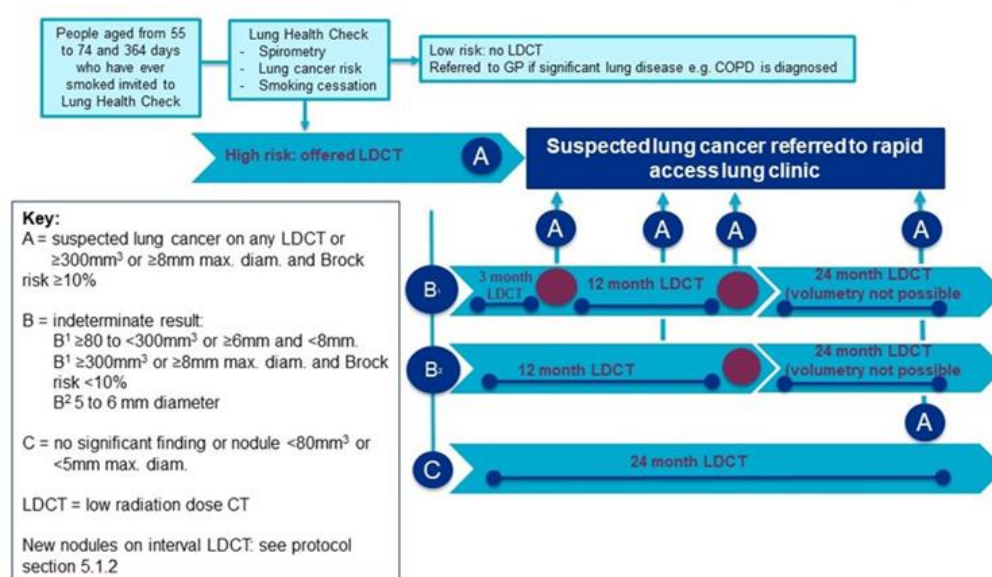 People aged from 55
to 74 and 364 days
who have ever
smoked invited to
Lung Health Check
Lung Health Check
- Spirometry
- Lung cancer risk
- Smoking cessation
Low risk: no LDCT
Referred to GP if significant lung disease e.g. COPD is diagnosed
High risk: offered LDCT
A
Suspected lung cancer referred to rapid
access lung clinic
A
A
A
A
Key:
A = suspected lung cancer on any LDCT or
≥300mm³ or ≥8mm max. diam. and Brock
risk ≥10%
B = indeterminate result:
B¹ ≥80 to <300mm³ or ≥6mm and <8mm.
B¹ ≥300mm³ or ≥8mm max. diam. and Brock
risk <10%
B² 5 to 6 mm diameter
C = no significant finding or nodule <80mm³ or
<5mm max. diam.
LDCT = low radiation dose CT
New nodules on interval LDCT: see protocol
section 5.1.2
B¹
3 month
LDCT
12 month LDCT
24 month LDCT
(volumetry not possible
B²
12 month LDCT
24 month LDCT
(volumetry not possible
A
C
24 month LDCT